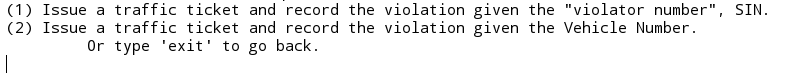 (1) Issue a traffic ticket and record the violation given the "violator number", SIN.
(2) Issue a traffic ticket and record the violation given the Vehicle Number.
Or type 'exit' to go back.